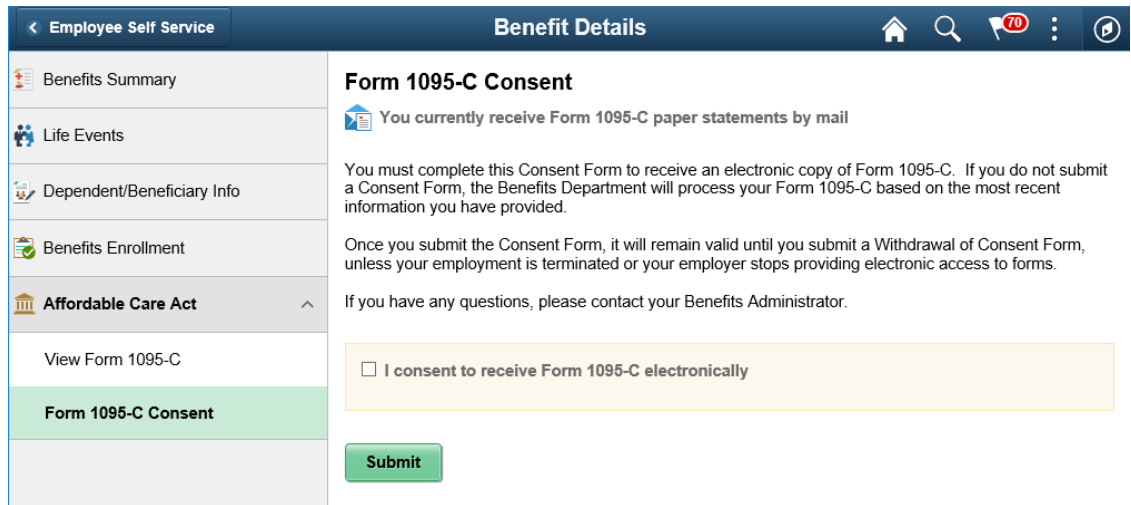 Employee Self Service
Benefit Details
70
Benefits Summary
Life Events
Dependent/Beneficiary Info
Benefits Enrollment
Affordable Care Act
View Form 1095-C
Form 1095-C Consent
Form 1095-C Consent
You currently receive Form 1095-C paper statements by mail
You must complete this Consent Form to receive an electronic copy of Form 1095-C.  If you do not submit
a Consent Form, the Benefits Department will process your Form 1095-C based on the most recent
information you have provided.
Once you submit the Consent Form, it will remain valid until you submit a Withdrawal of Consent Form,
unless your employment is terminated or your employer stops providing electronic access to forms.
If you have any questions, please contact your Benefits Administrator.
I consent to receive Form 1095-C electronically
Submit